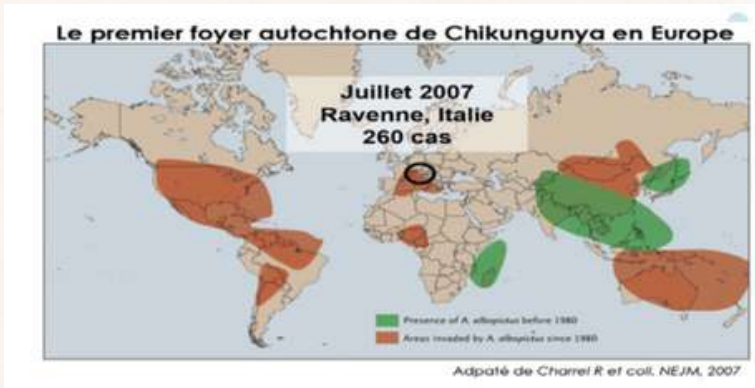 Le premier foyer autochtone de Chikungunya en Europe
Juillet 2007
Ravenne, Italie
260 cas
Presence of A. albopictus before 1980
Areas invaded by A. albopictus since 1980
Adpaté de Charrel R et coll. NEJM, 2007